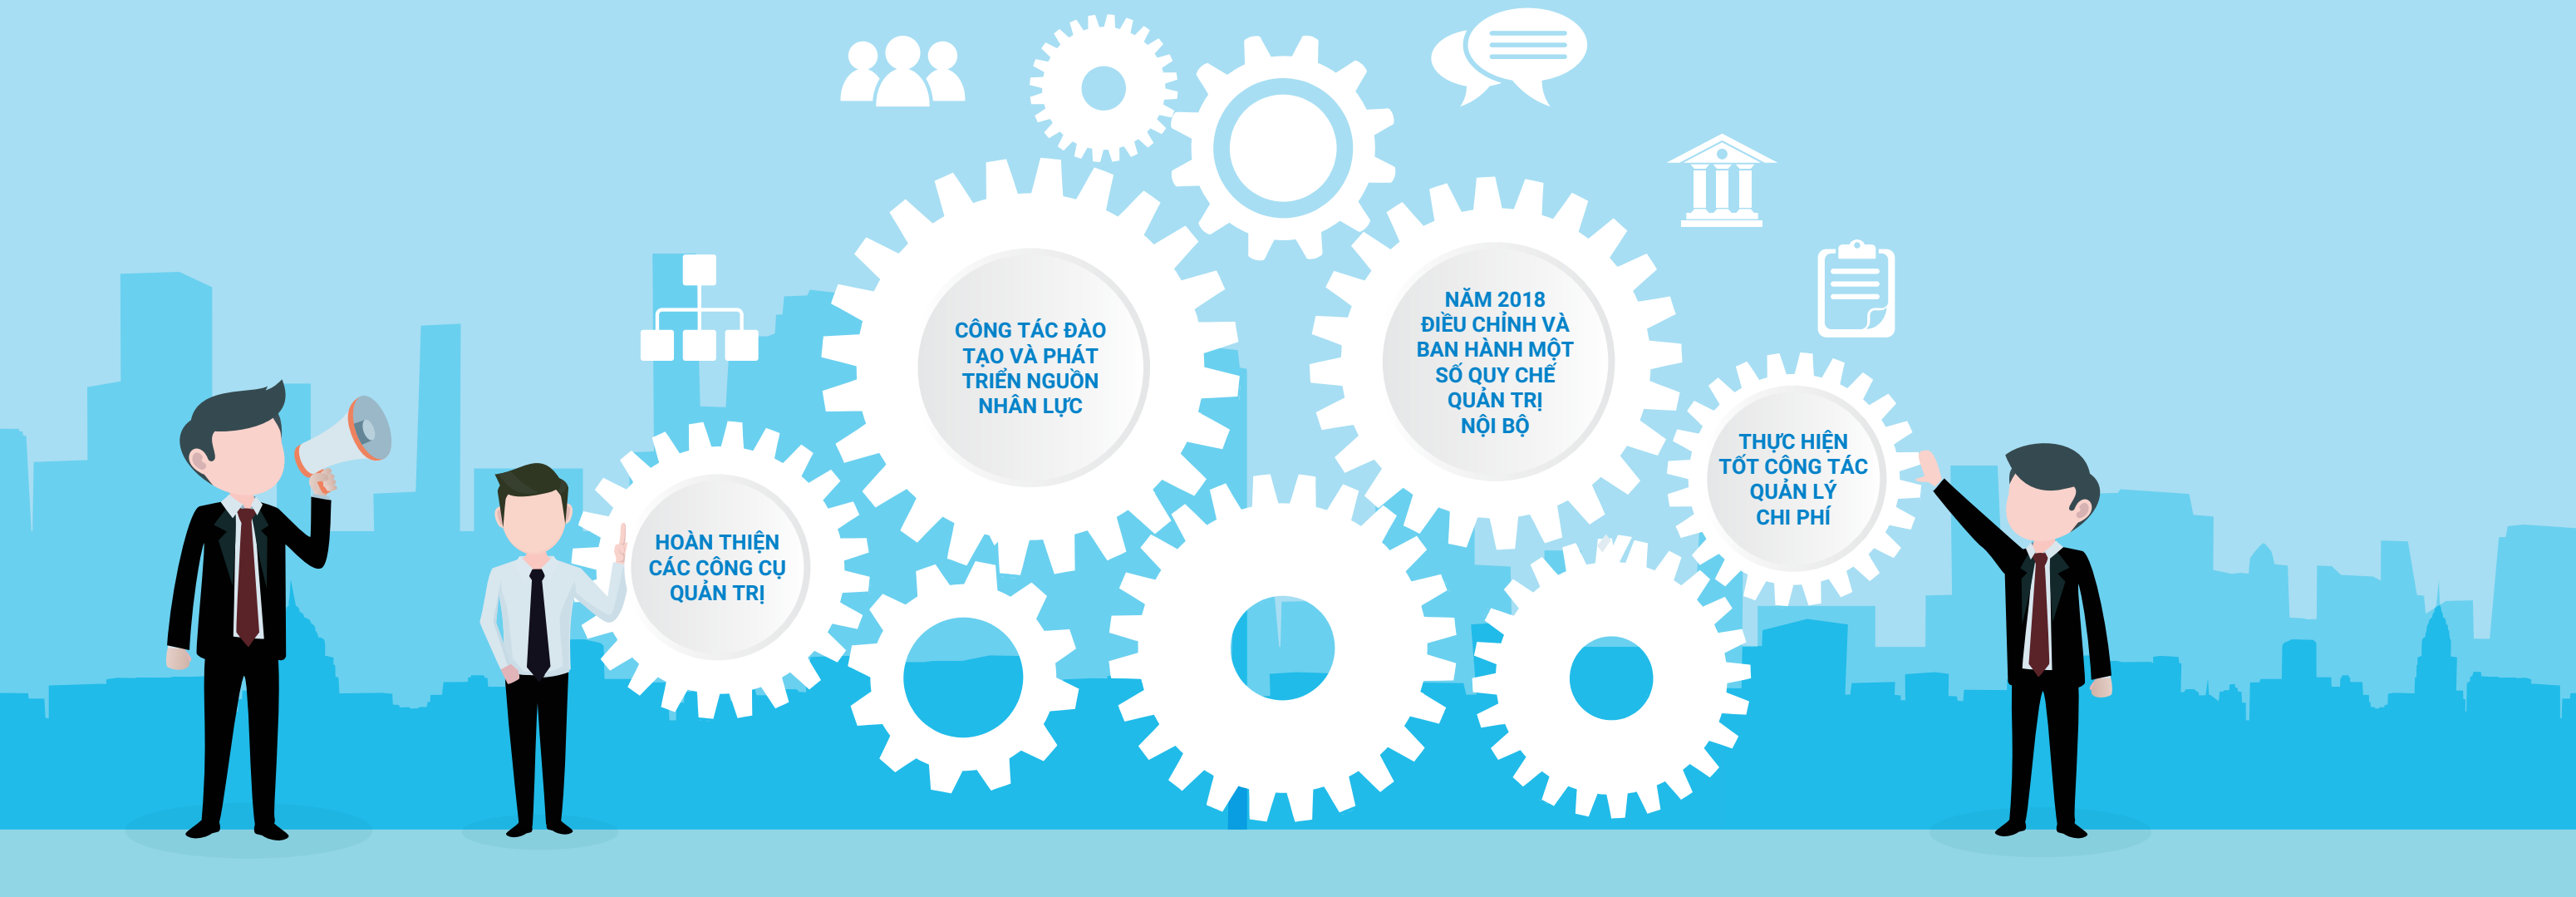 HOÀN THIỆN
CÁC CÔNG CỤ
QUẢN TRỊ
CÔNG TÁC ĐÀO
TẠO VÀ PHÁT
TRIỂN NGUỒN
NHÂN LỰC
NĂM 2018
ĐIỀU CHỈNH VÀ
BAN HÀNH MỘT
SỐ QUY CHẾ
QUẢN TRỊ
NỘI BỘ
THỰC HIỆN
TỐT CÔNG TÁC
QUẢN LÝ
CHI PHÍ